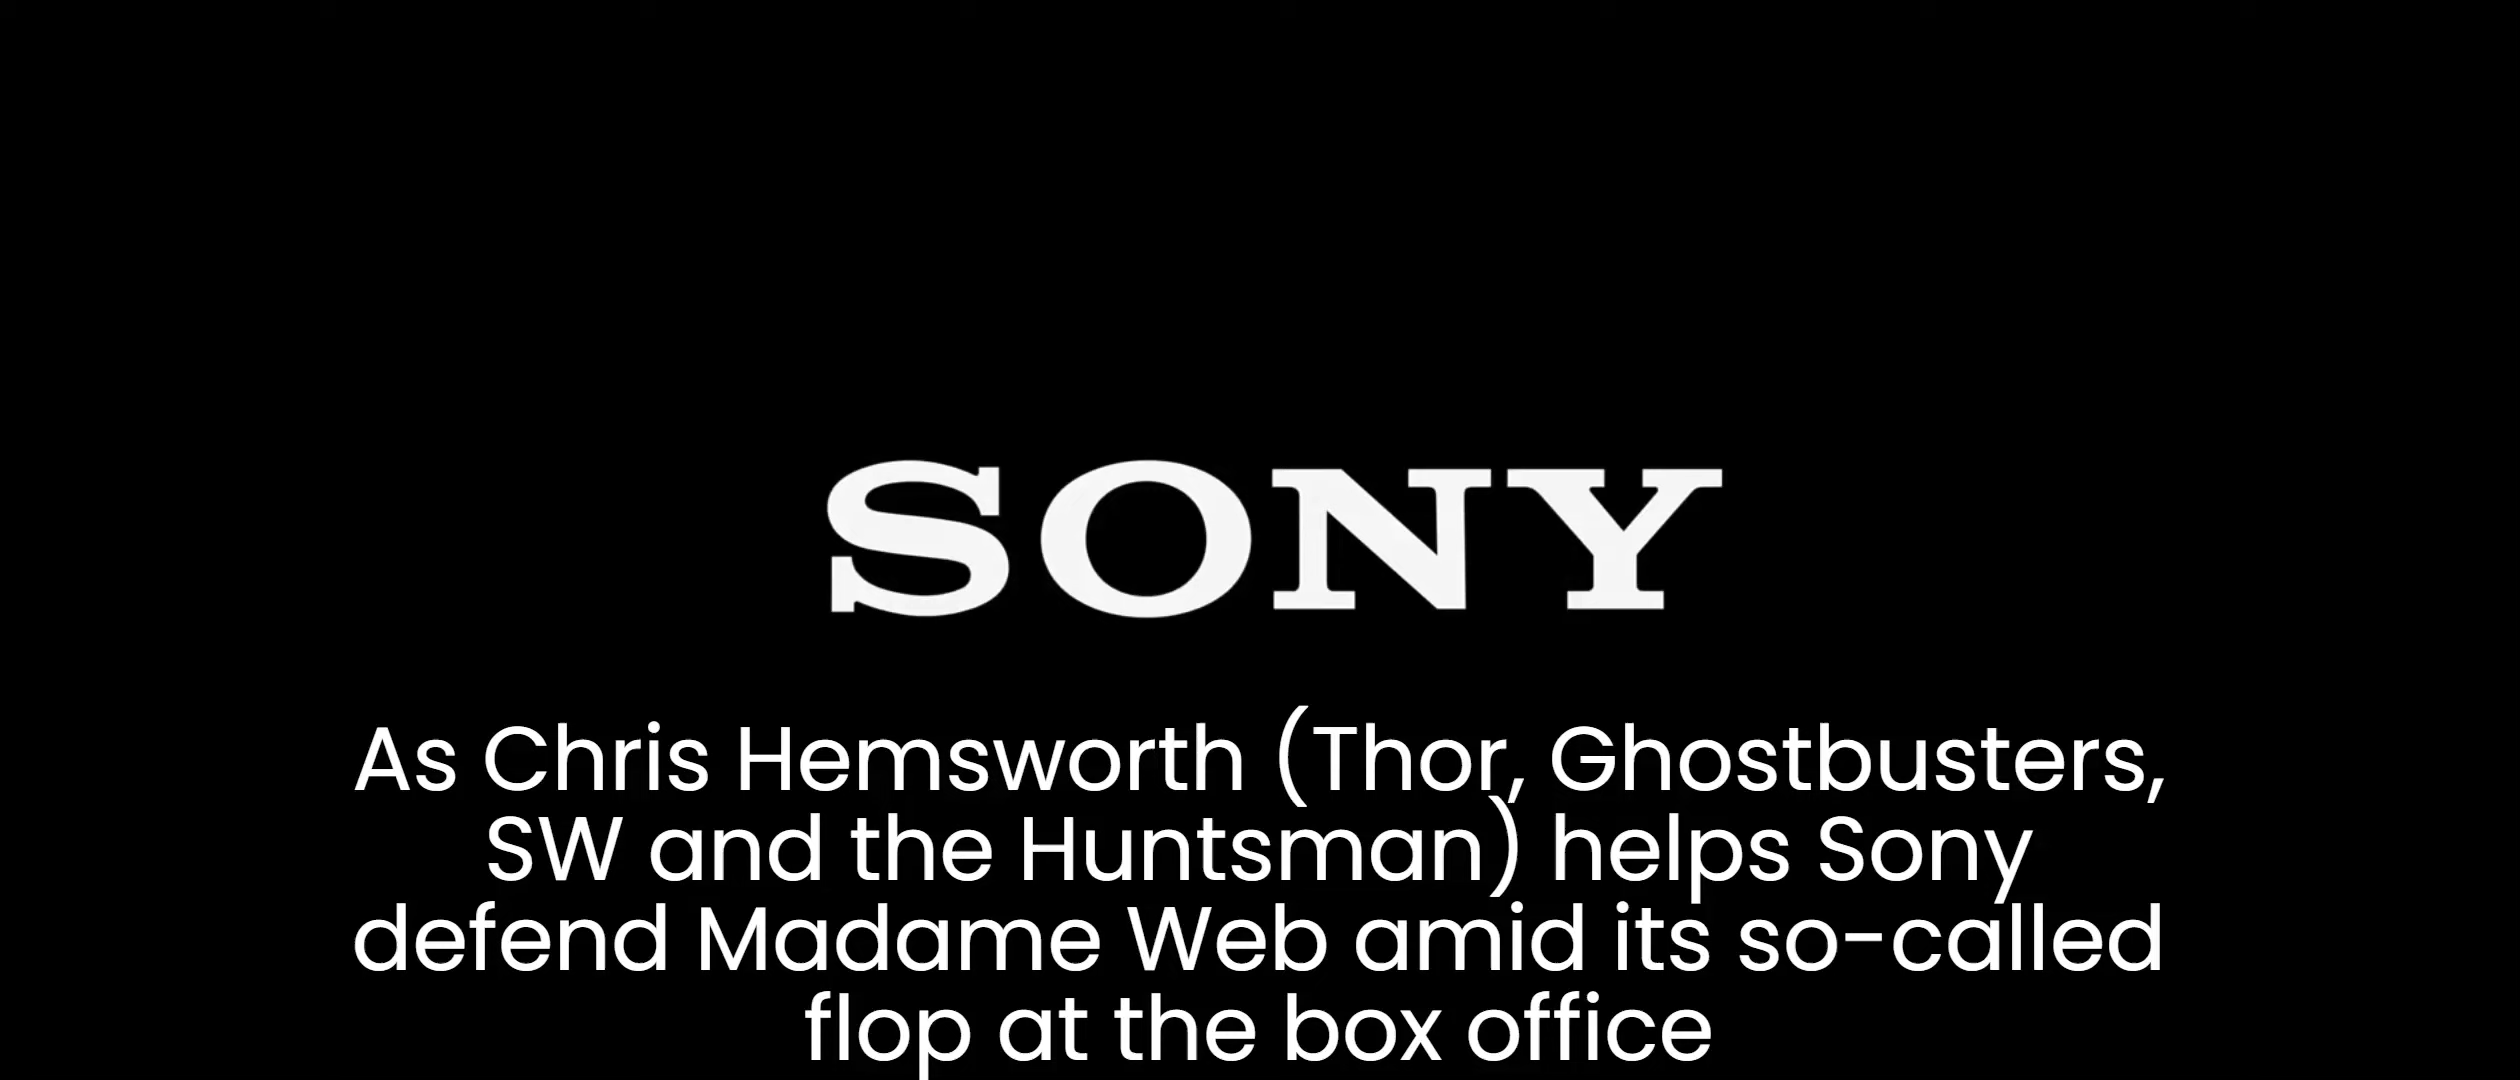 SONY
As Chris Hemsworth (Thor, Ghostbusters,
SW and the Huntsman) helps Sony
defend Madame Web amid its so-called
flop at the box office